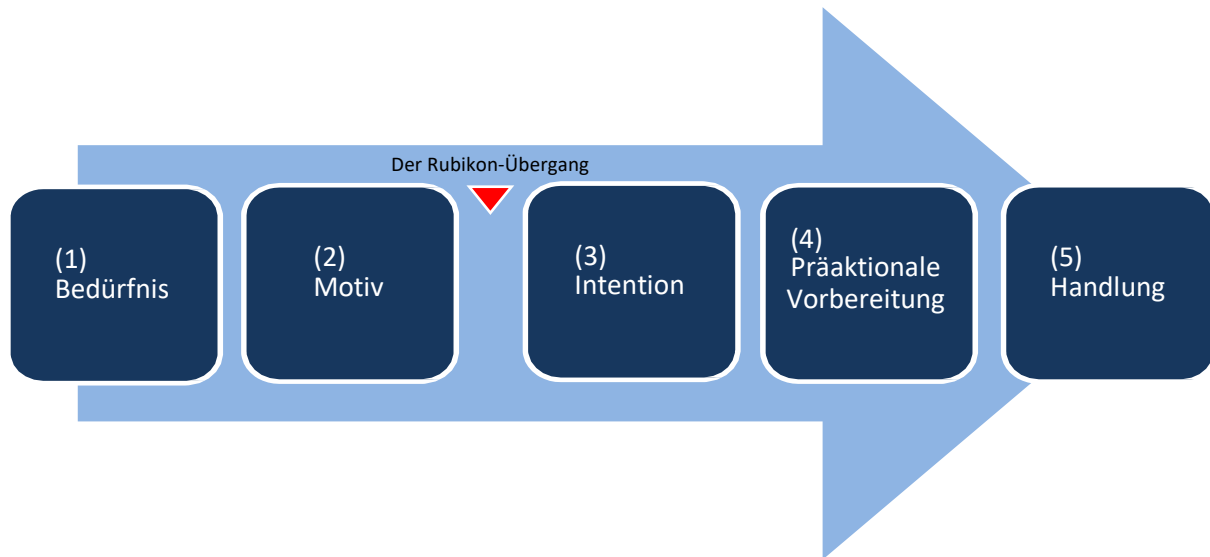 Der Rubikon-Übergang
(1)
Bedürfnis
(2)
Motiv
(3)
Intention
(4)
Präaktionale
Vorbereitung
(5)
Handlung